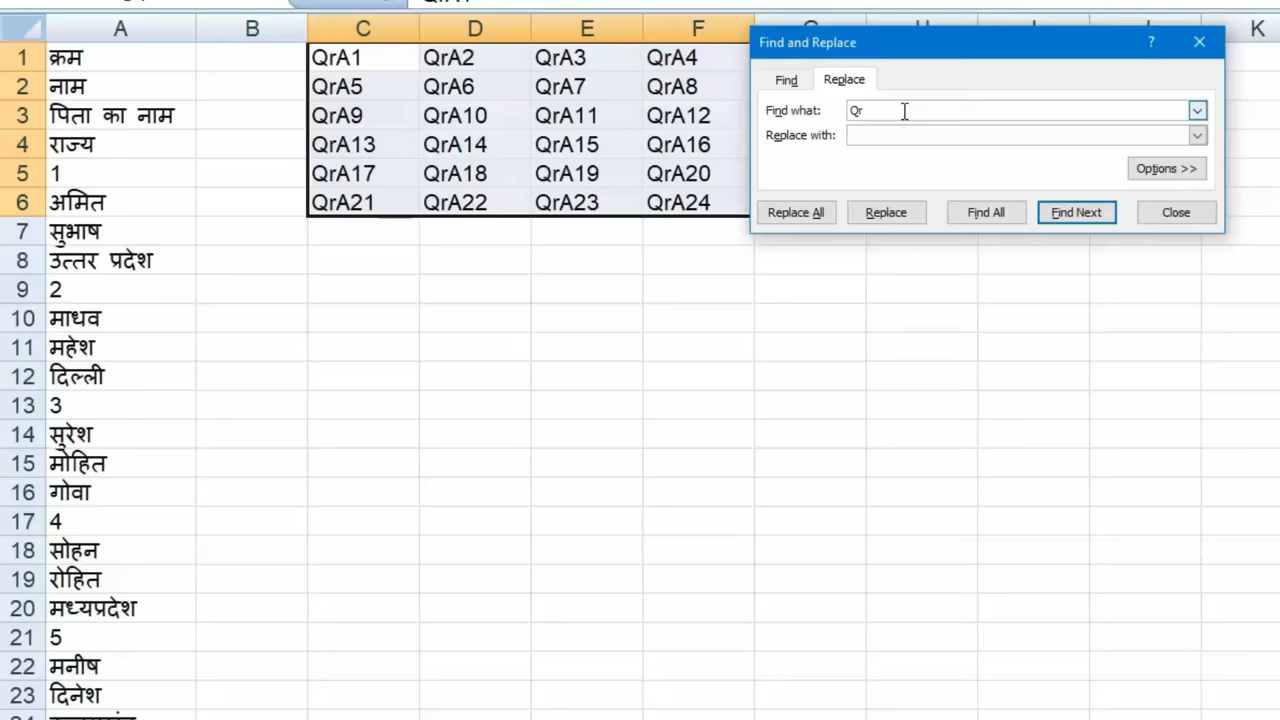 A B C D E F K
Find and Replace ? ×
Find Replace
Find what: Qr
Replace with:
Options >>
Replace All Replace Find All Find Next Close
1 क्रम QrA1 QrA2 QrA3 QrA4
2 नाम QrA5 QrA6 QrA7 QrA8
3 पिता का नाम QrA9 QrA10 QrA11 QrA12
4 राज्य QrA13 QrA14 QrA15 QrA16
5 1 QrA17 QrA18 QrA19 QrA20
6 अमित QrA21 QrA22 QrA23 QrA24
7 सुभाष
8 उत्तर प्रदेश
9 2
10 माधव
11 महेश
12 दिल्ली
13 3
14 सुरेश
15 मोहित
16 गोवा
17 4
18 सोहन
19 रोहित
20 मध्यप्रदेश
21 5
22 मनीष
23 दिनेश